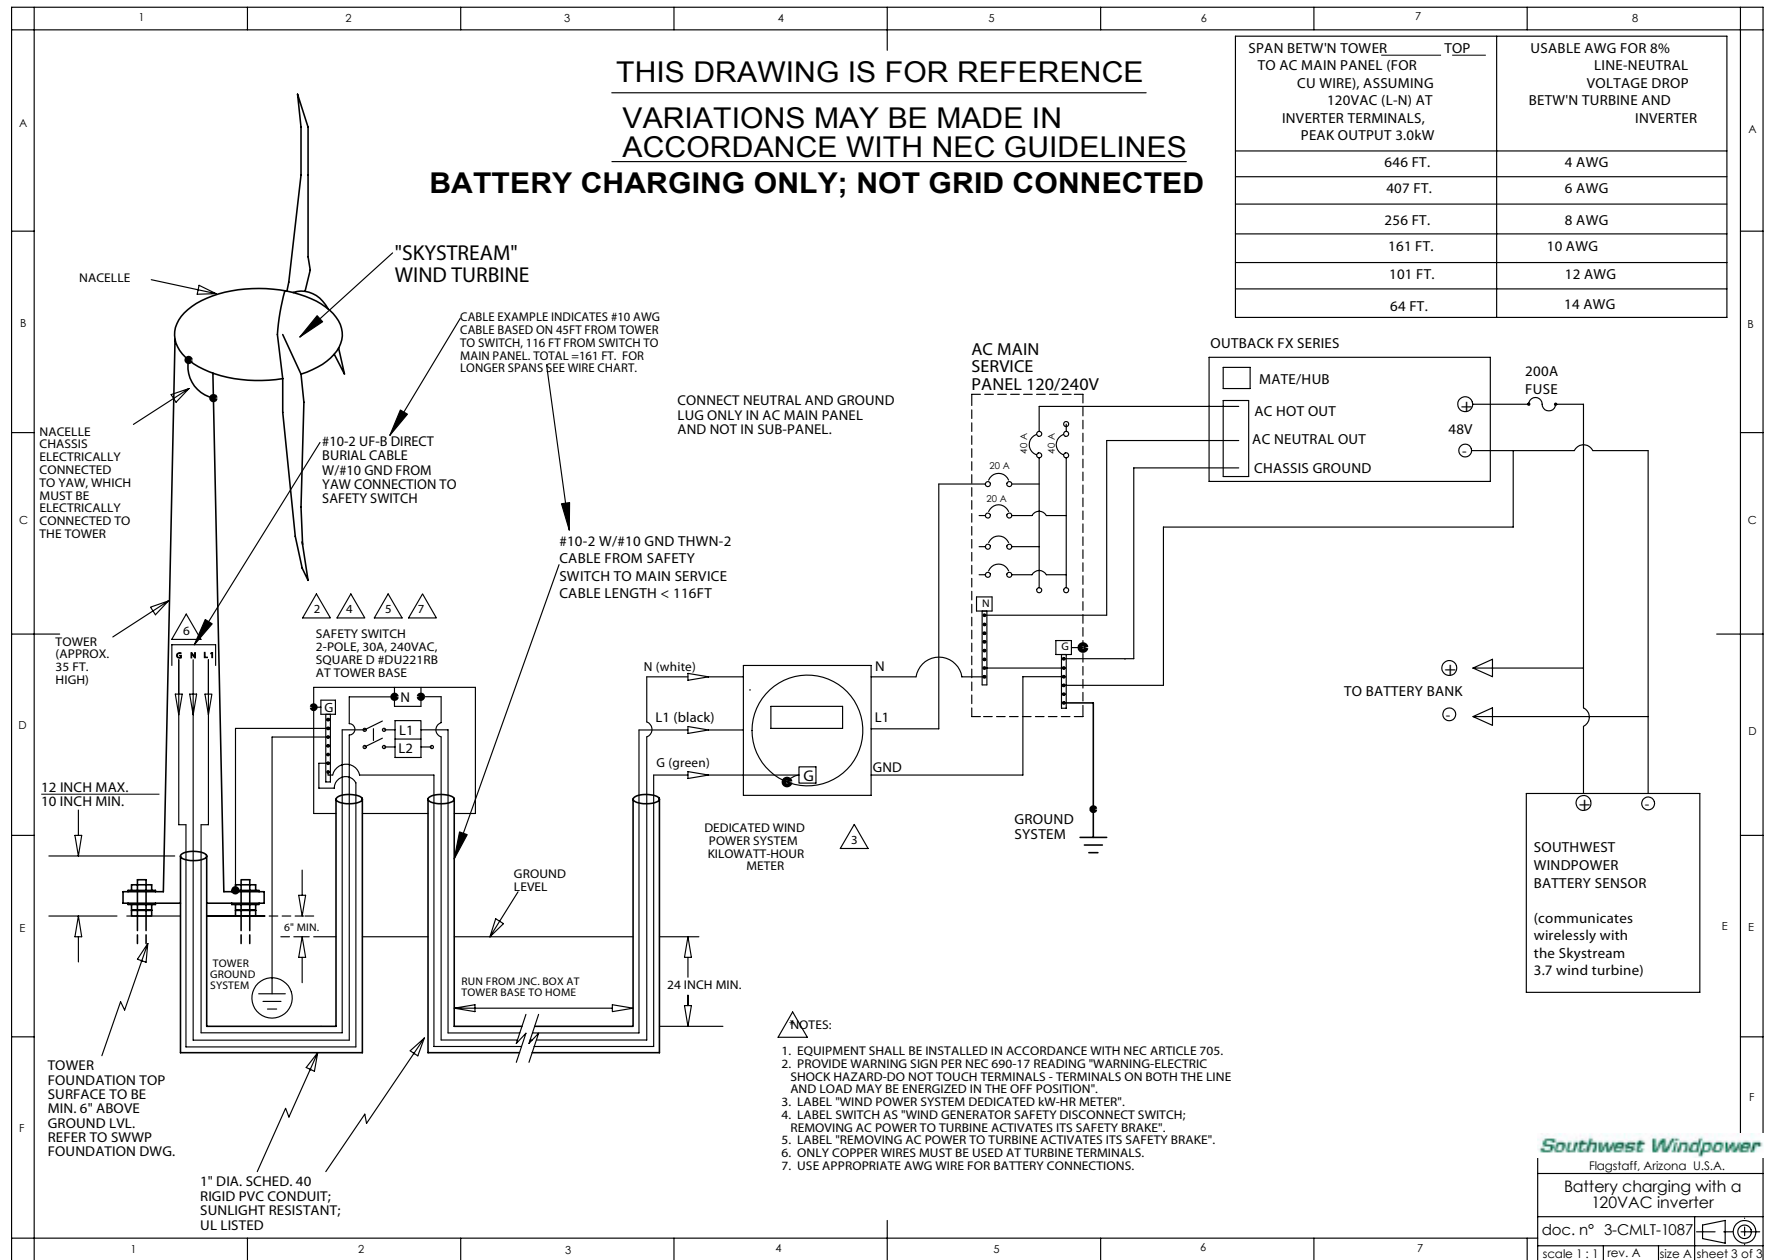 1 2 3 4 5 6 7 8
THIS DRAWING IS FOR REFERENCE
VARIATIONS MAY BE MADE IN
ACCORDANCE WITH NEC GUIDELINES
BATTERY CHARGING ONLY; NOT GRID CONNECTED
SPAN BETW'N TOWER TOP
TO AC MAIN PANEL (FOR
CU WIRE), ASSUMING
120VAC (L-N) AT
INVERTER TERMINALS,
PEAK OUTPUT 3.0kW
USABLE AWG FOR 8%
LINE-NEUTRAL
VOLTAGE DROP
BETW'N TURBINE AND
INVERTER
646 FT. 4 AWG
407 FT. 6 AWG
256 FT. 8 AWG
161 FT. 10 AWG
101 FT. 12 AWG
64 FT. 14 AWG
A
B
C
D
E
F
A
B
C
D
E E
F
NACELLE
"SKYSTREAM"
WIND TURBINE
CABLE EXAMPLE INDICATES #10 AWG
CABLE BASED ON 45FT FROM TOWER
TO SWITCH, 116 FT FROM SWITCH TO
MAIN PANEL. TOTAL =161 FT. FOR
LONGER SPANS SEE WIRE CHART.
NACELLE
CHASSIS
ELECTRICALLY
CONNECTED
TO YAW, WHICH
MUST BE
ELECTRICALLY
CONNECTED TO
THE TOWER
#10-2 UF-B DIRECT
BURIAL CABLE
W/#10 GND FROM
YAW CONNECTION TO
SAFETY SWITCH
CONNECT NEUTRAL AND GROUND
LUG ONLY IN AC MAIN PANEL
AND NOT IN SUB-PANEL.
#10-2 W/#10 GND THWN-2
CABLE FROM SAFETY
SWITCH TO MAIN SERVICE
CABLE LENGTH < 116FT
AC MAIN
SERVICE
PANEL 120/240V
40 A
40 A
20 A
20 A
N
G
OUTBACK FX SERIES
MATE/HUB
AC HOT OUT
AC NEUTRAL OUT
CHASSIS GROUND
+
48V
-
200A
FUSE
2 4 5 7
SAFETY SWITCH
2-POLE, 30A, 240VAC,
SQUARE D #DU221RB
AT TOWER BASE
6
G N L1
TOWER
(APPROX.
35 FT.
HIGH)
N
G
L1
L2
N (white)
L1 (black)
G (green)
N
L1
GND
G
DEDICATED WIND
POWER SYSTEM
KILOWATT-HOUR
METER
3
GROUND
SYSTEM
+
TO BATTERY BANK
-
+ -
SOUTHWEST
WINDPOWER
BATTERY SENSOR
(communicates
wirelessly with
the Skystream
3.7 wind turbine)
12 INCH MAX.
10 INCH MIN.
6" MIN.
GROUND
LEVEL
TOWER
GROUND
SYSTEM
RUN FROM JNC. BOX AT
TOWER BASE TO HOME
24 INCH MIN.
TOWER
FOUNDATION TOP
SURFACE TO BE
MIN. 6" ABOVE
GROUND LVL.
REFER TO SWWP
FOUNDATION DWG.
1" DIA. SCHED. 40
RIGID PVC CONDUIT;
SUNLIGHT RESISTANT;
UL LISTED
NOTES:
1. EQUIPMENT SHALL BE INSTALLED IN ACCORDANCE WITH NEC ARTICLE 705.
2. PROVIDE WARNING SIGN PER NEC 690-17 READING "WARNING-ELECTRIC
SHOCK HAZARD-DO NOT TOUCH TERMINALS - TERMINALS ON BOTH THE LINE
AND LOAD MAY BE ENERGIZED IN THE OFF POSITION".
3. LABEL "WIND POWER SYSTEM DEDICATED kW-HR METER".
4. LABEL SWITCH AS "WIND GENERATOR SAFETY DISCONNECT SWITCH;
REMOVING AC POWER TO TURBINE ACTIVATES ITS SAFETY BRAKE".
5. LABEL "REMOVING AC POWER TO TURBINE ACTIVATES ITS SAFETY BRAKE".
6. ONLY COPPER WIRES MUST BE USED AT TURBINE TERMINALS.
7. USE APPROPRIATE AWG WIRE FOR BATTERY CONNECTIONS.
Southwest Windpower
Flagstaff, Arizona U.S.A.
Battery charging with a
120VAC inverter
doc. n° 3-CMLT-1087
scale 1 : 1 rev. A size A sheet 3 of 3
1 2 3 4 5 6 7